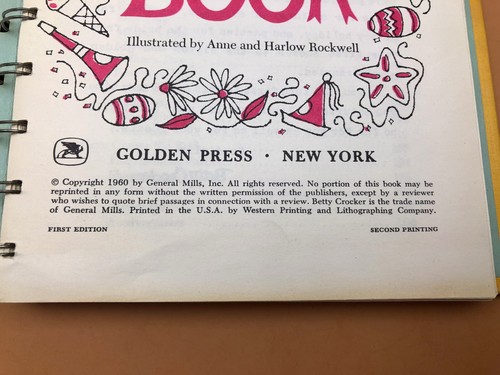 BOOK
Illustrated by Anne and Harlow Rockwell
GOLDEN PRESS · NEW YORK
© Copyright 1960 by General Mills, Inc. All rights reserved. No portion of this book may be
reprinted in any form without the written permission of the publishers, except by a reviewer
who wishes to quote brief passages in connection with a review. Betty Crocker is the trade name
of General Mills. Printed in the U.S.A. by Western Printing and Lithographing Company.
FIRST EDITION
SECOND PRINTING